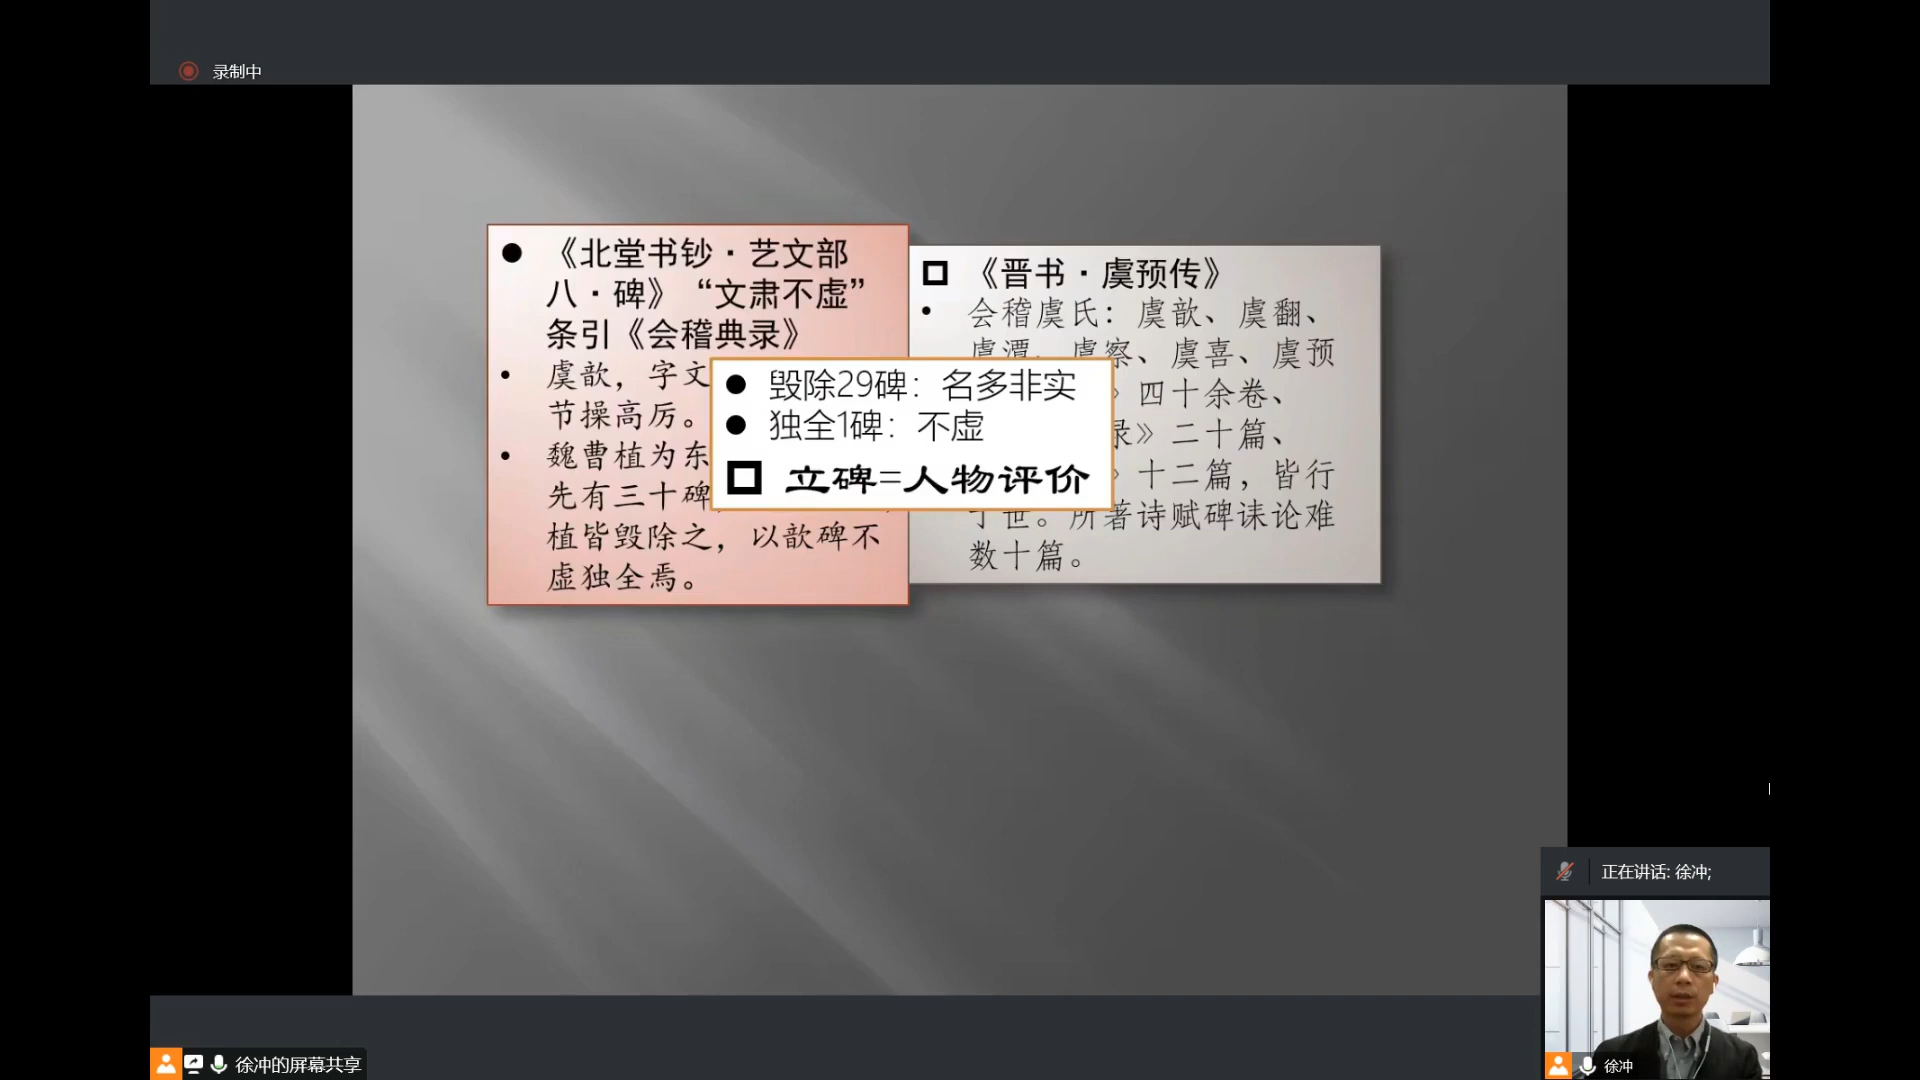 录制中
《北堂书钞·艺文部
八·碑》“文肃不虚”
条引《会稽典录》
虞歆，字文
节操高厉。
魏曹植为东
先有三十碑
植皆毁除之，以歆碑不
虚独全焉。
《晋书·虞预传》
会稽虞氏：虞歆、虞翻、
虞潭、虞察、虞喜、虞预
》四十余卷、
录》二十篇、
》十二篇，皆行
于世。所著诗赋碑诔论难
数十篇。
毁除29碑：名多非实
独全1碑：不虚
立碑=人物评价
正在讲话: 徐冲;
徐冲
徐冲的屏幕共享